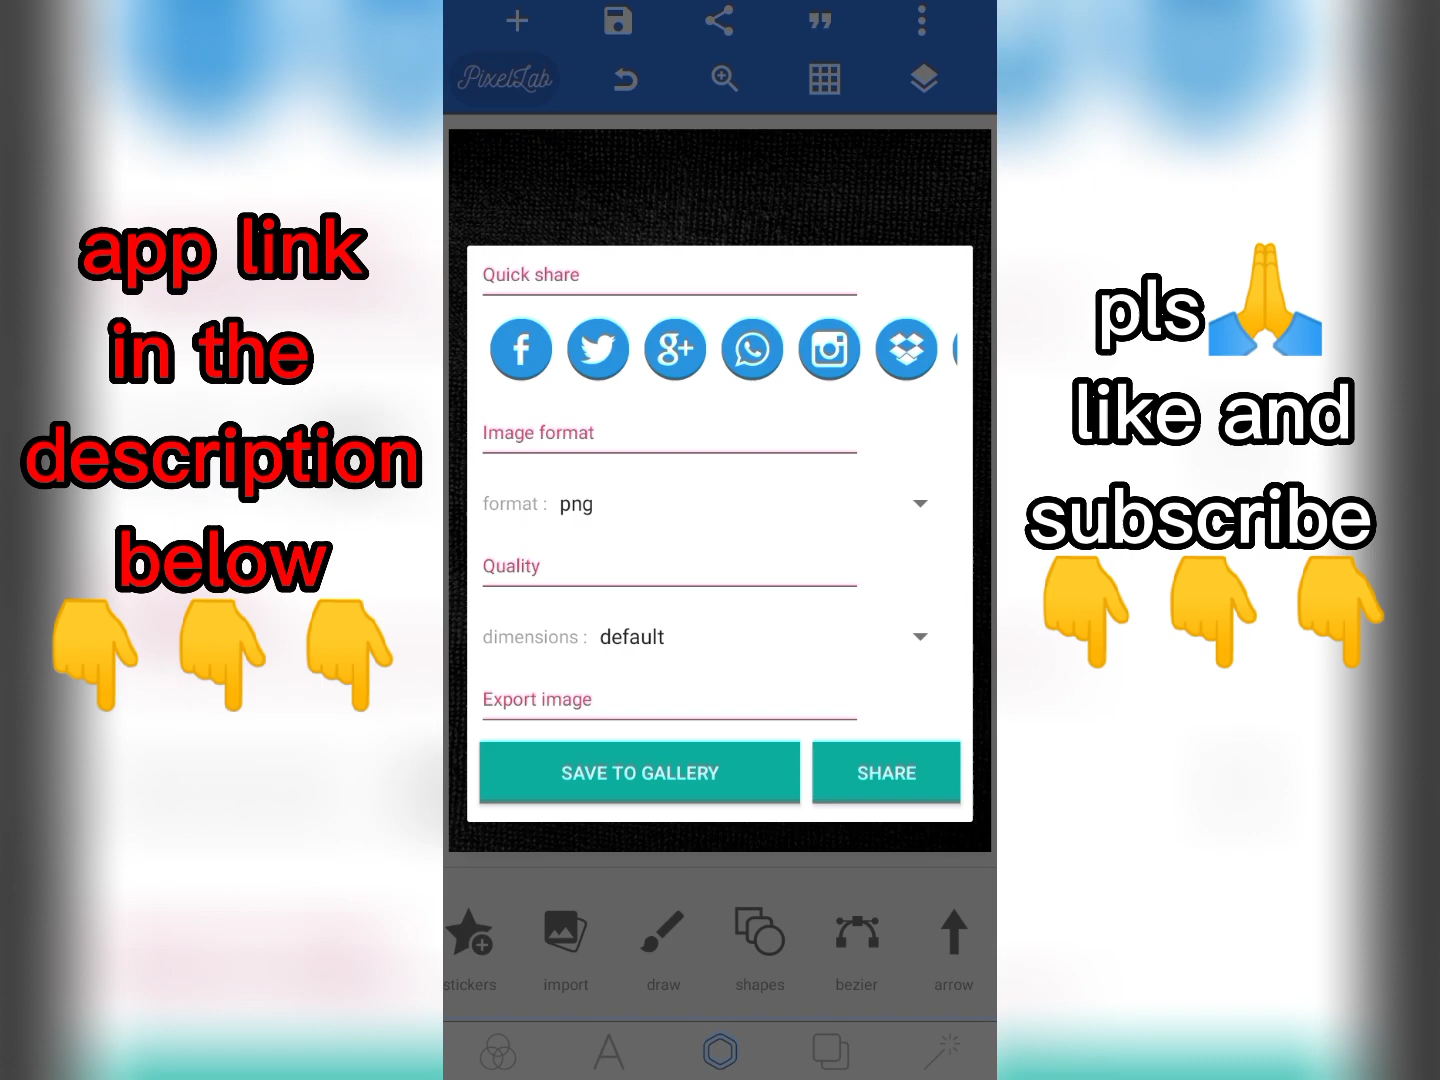 app link
in the
description
below
PixelLab
Quick share
Image format
format : png
Quality
dimensions : default
Export image
SAVE TO GALLERY
SHARE
stickers
import
draw
shapes
bezier
arrow
pls
like and
subscribe